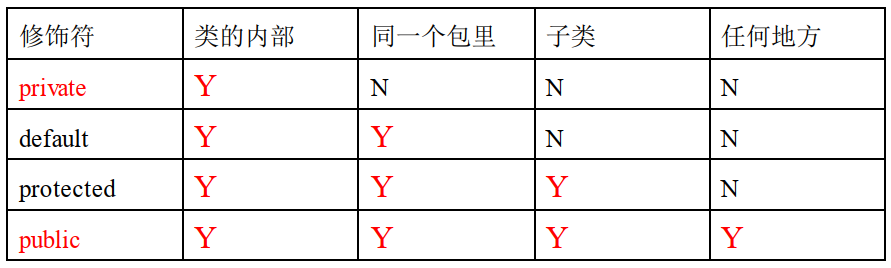 修饰符 类的内部 同一个包里 子类 任何地方
private Y N N N
default Y Y N N
protected Y Y Y N
public Y Y Y Y